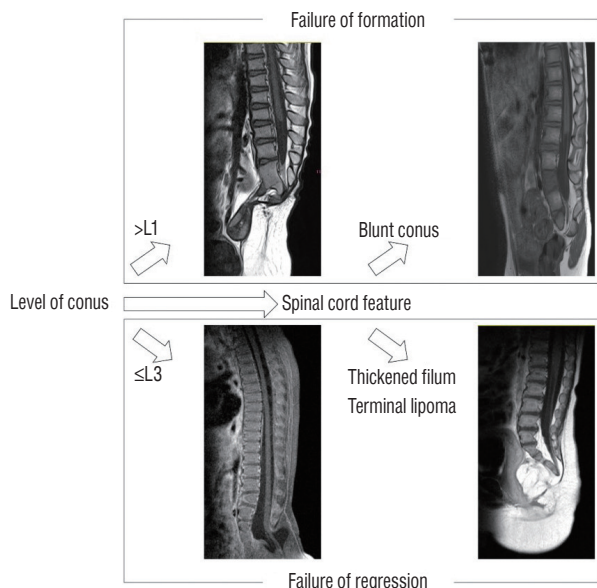 Failure of formation
>L1
Blunt conus
Level of conus
Spinal cord feature
≤L3
Thickened filum
Terminal lipoma
Failure of regression